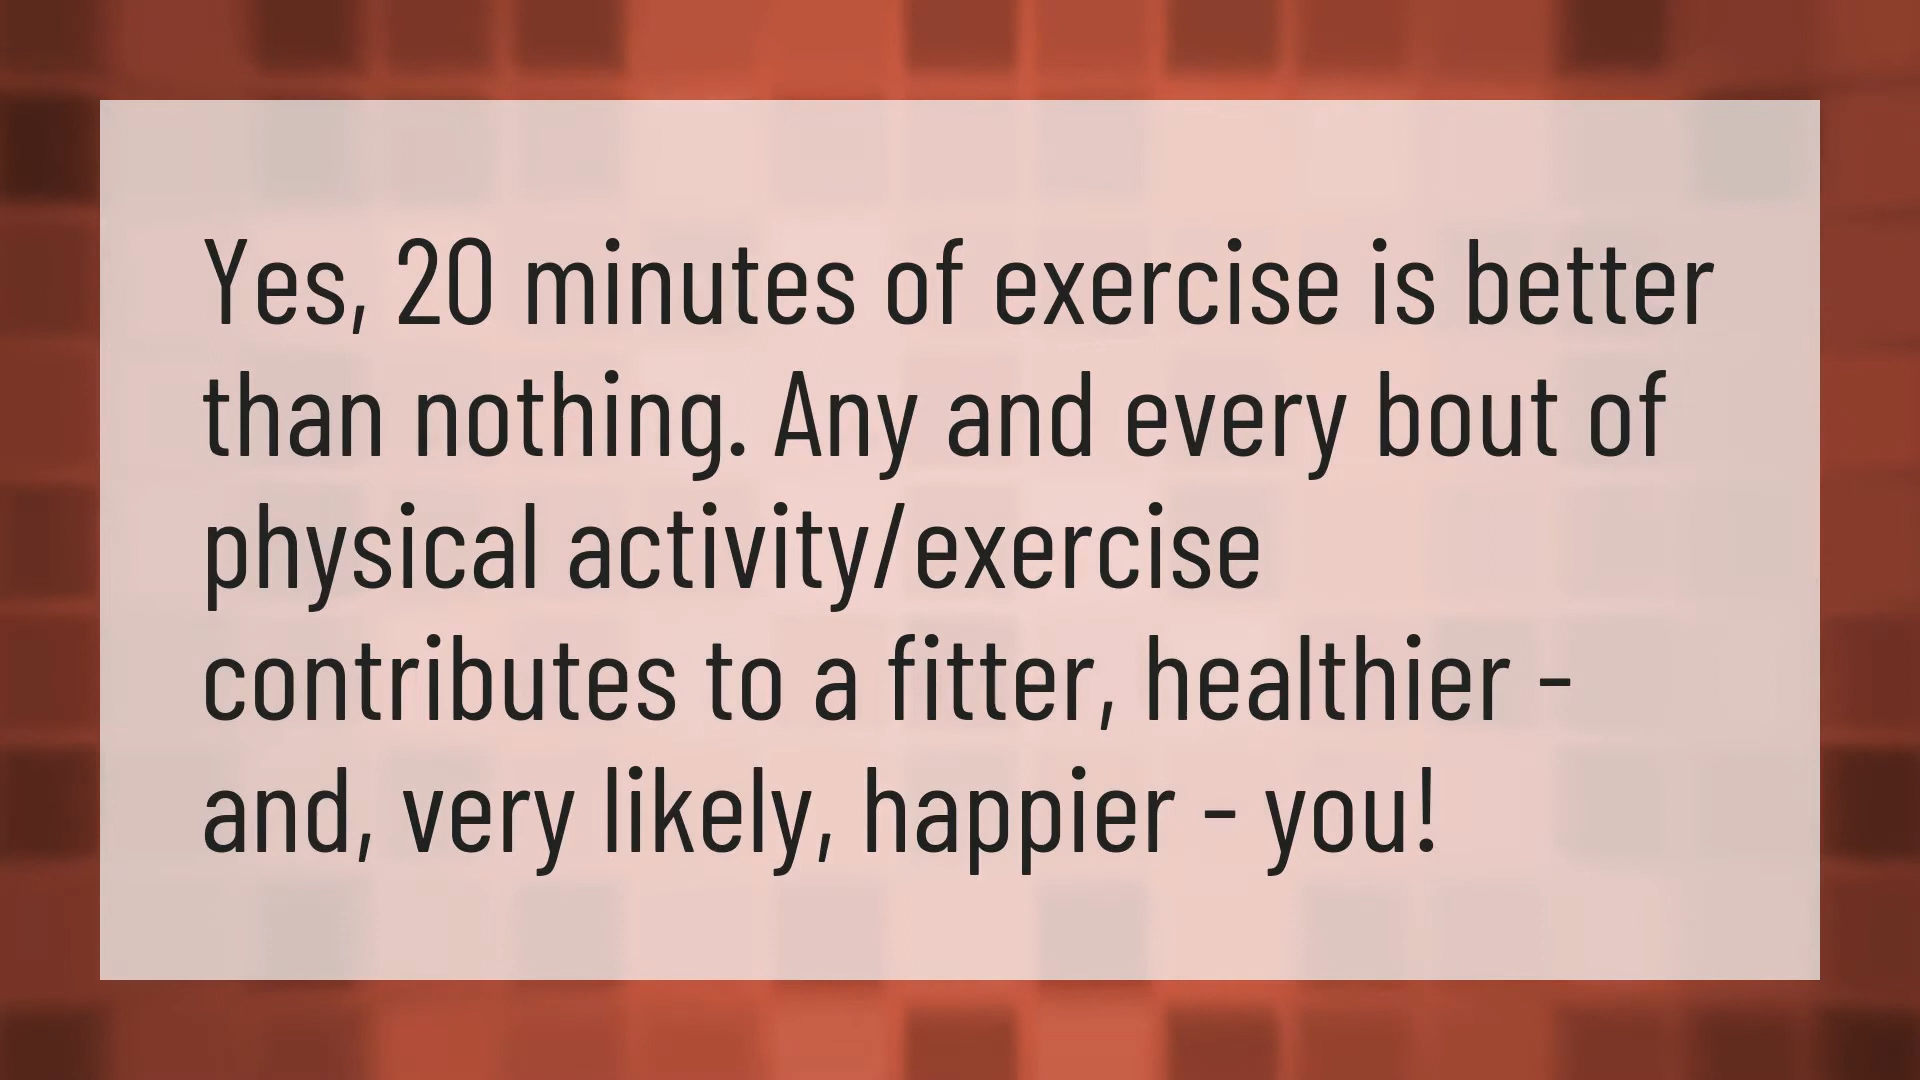 Yes, 20 minutes of exercise is better
than nothing. Any and every bout of
physical activity/exercise
contributes to a fitter, healthier -
and, very likely, happier - you!